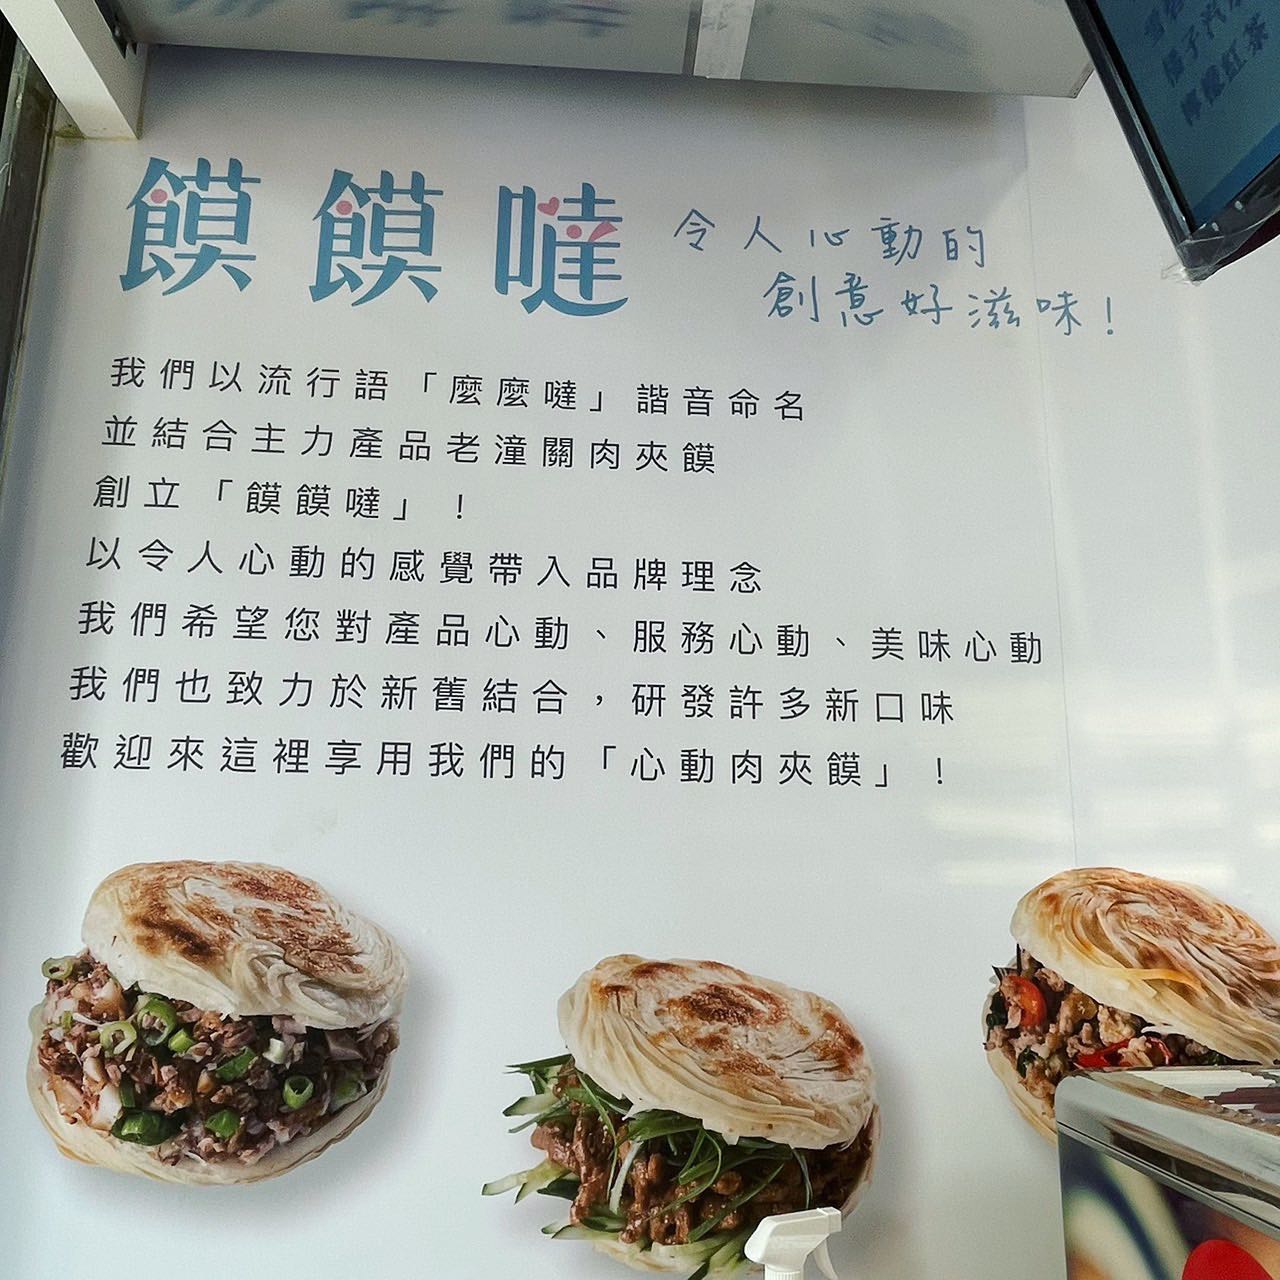 饃饃噠
令人心動的
創意好滋味!
我們以流行語「麼麼噠」諧音命名
並結合主力產品老潼關肉夾饃
創立「饃饃噠」!
以令人心動的感覺帶入品牌理念
我們希望您對產品心動、服務心動、美味心動
我們也致力於新舊結合,研發許多新口味
歡迎來這裡享用我們的「心動肉夾饃」!
檸檬紅茶